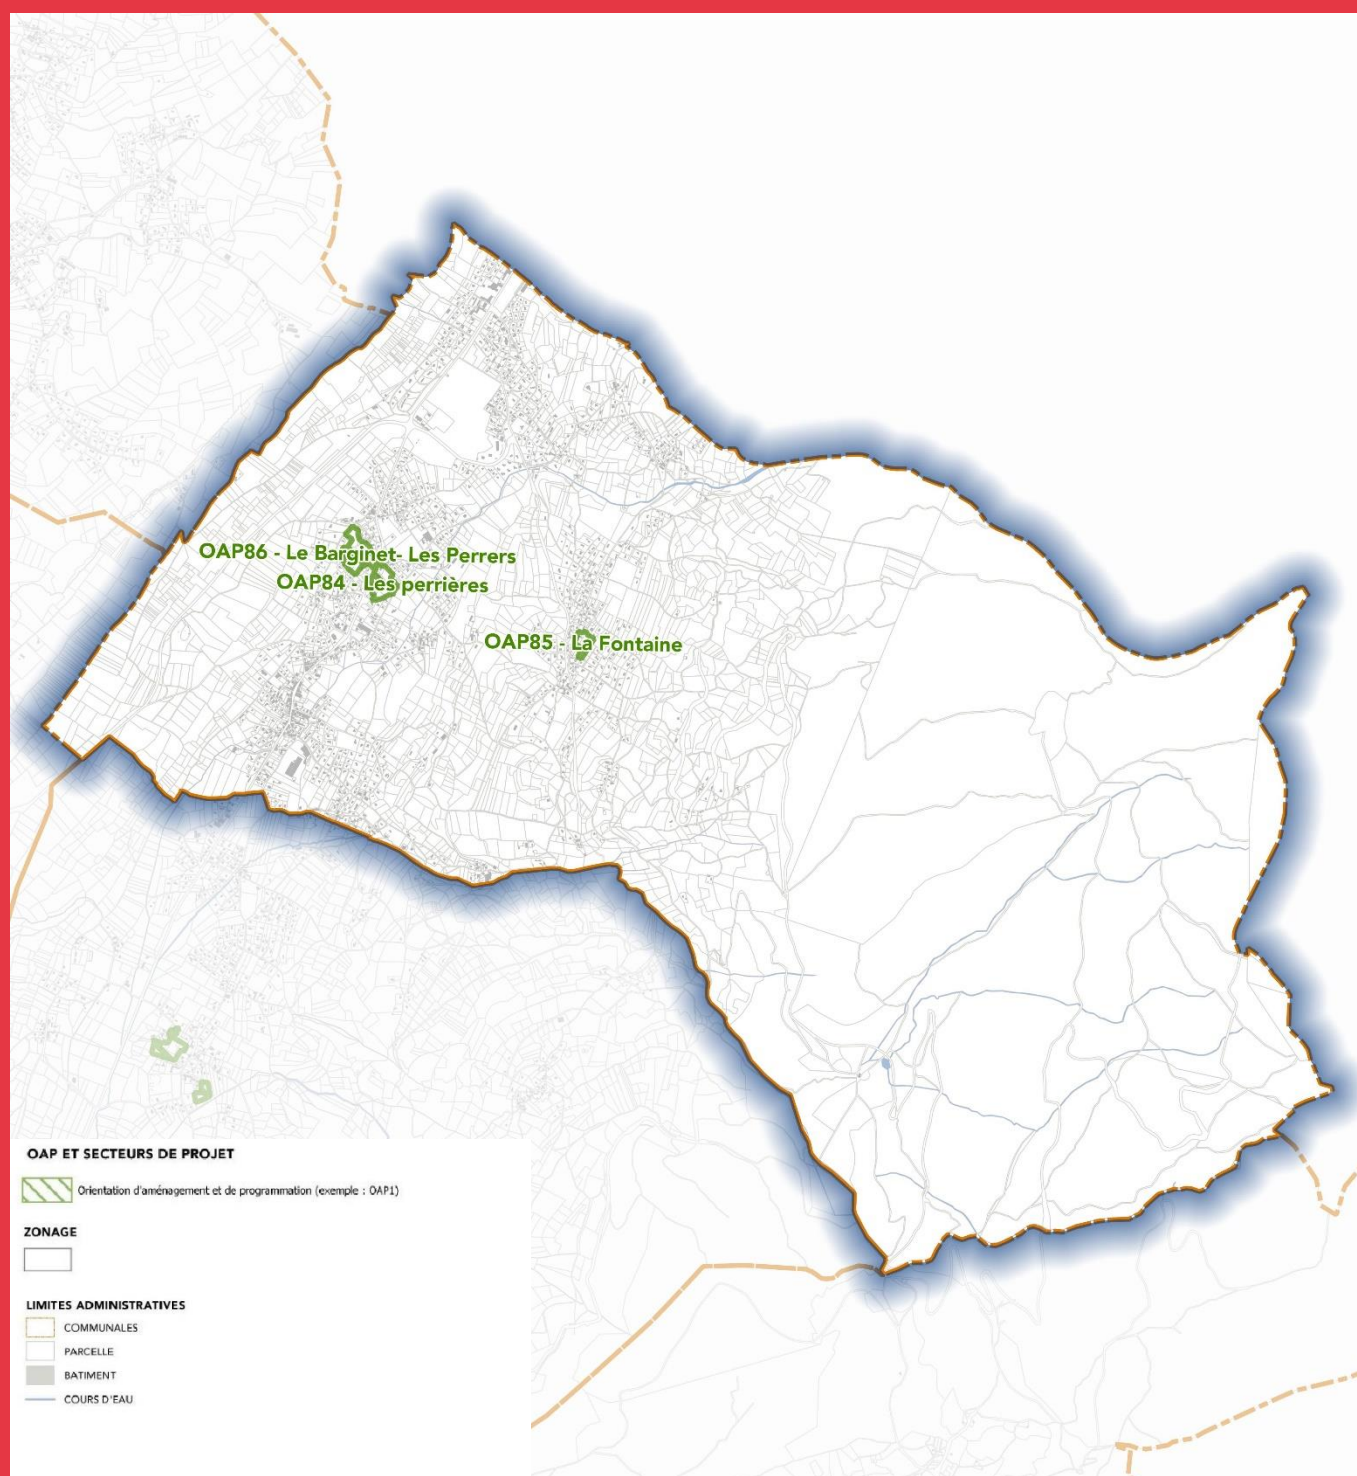 OAP86 - Le Barginet- Les Perrers
OAP84 - Les perrières
OAP85 - La Fontaine
OAP ET SECTEURS DE PROJET
Orientation d'aménagement et de programmation (exemple : OAP1)
ZONAGE
LIMITES ADMINISTRATIVES
COMMUNALES
PARCELLE
BATIMENT
COURS D'EAU